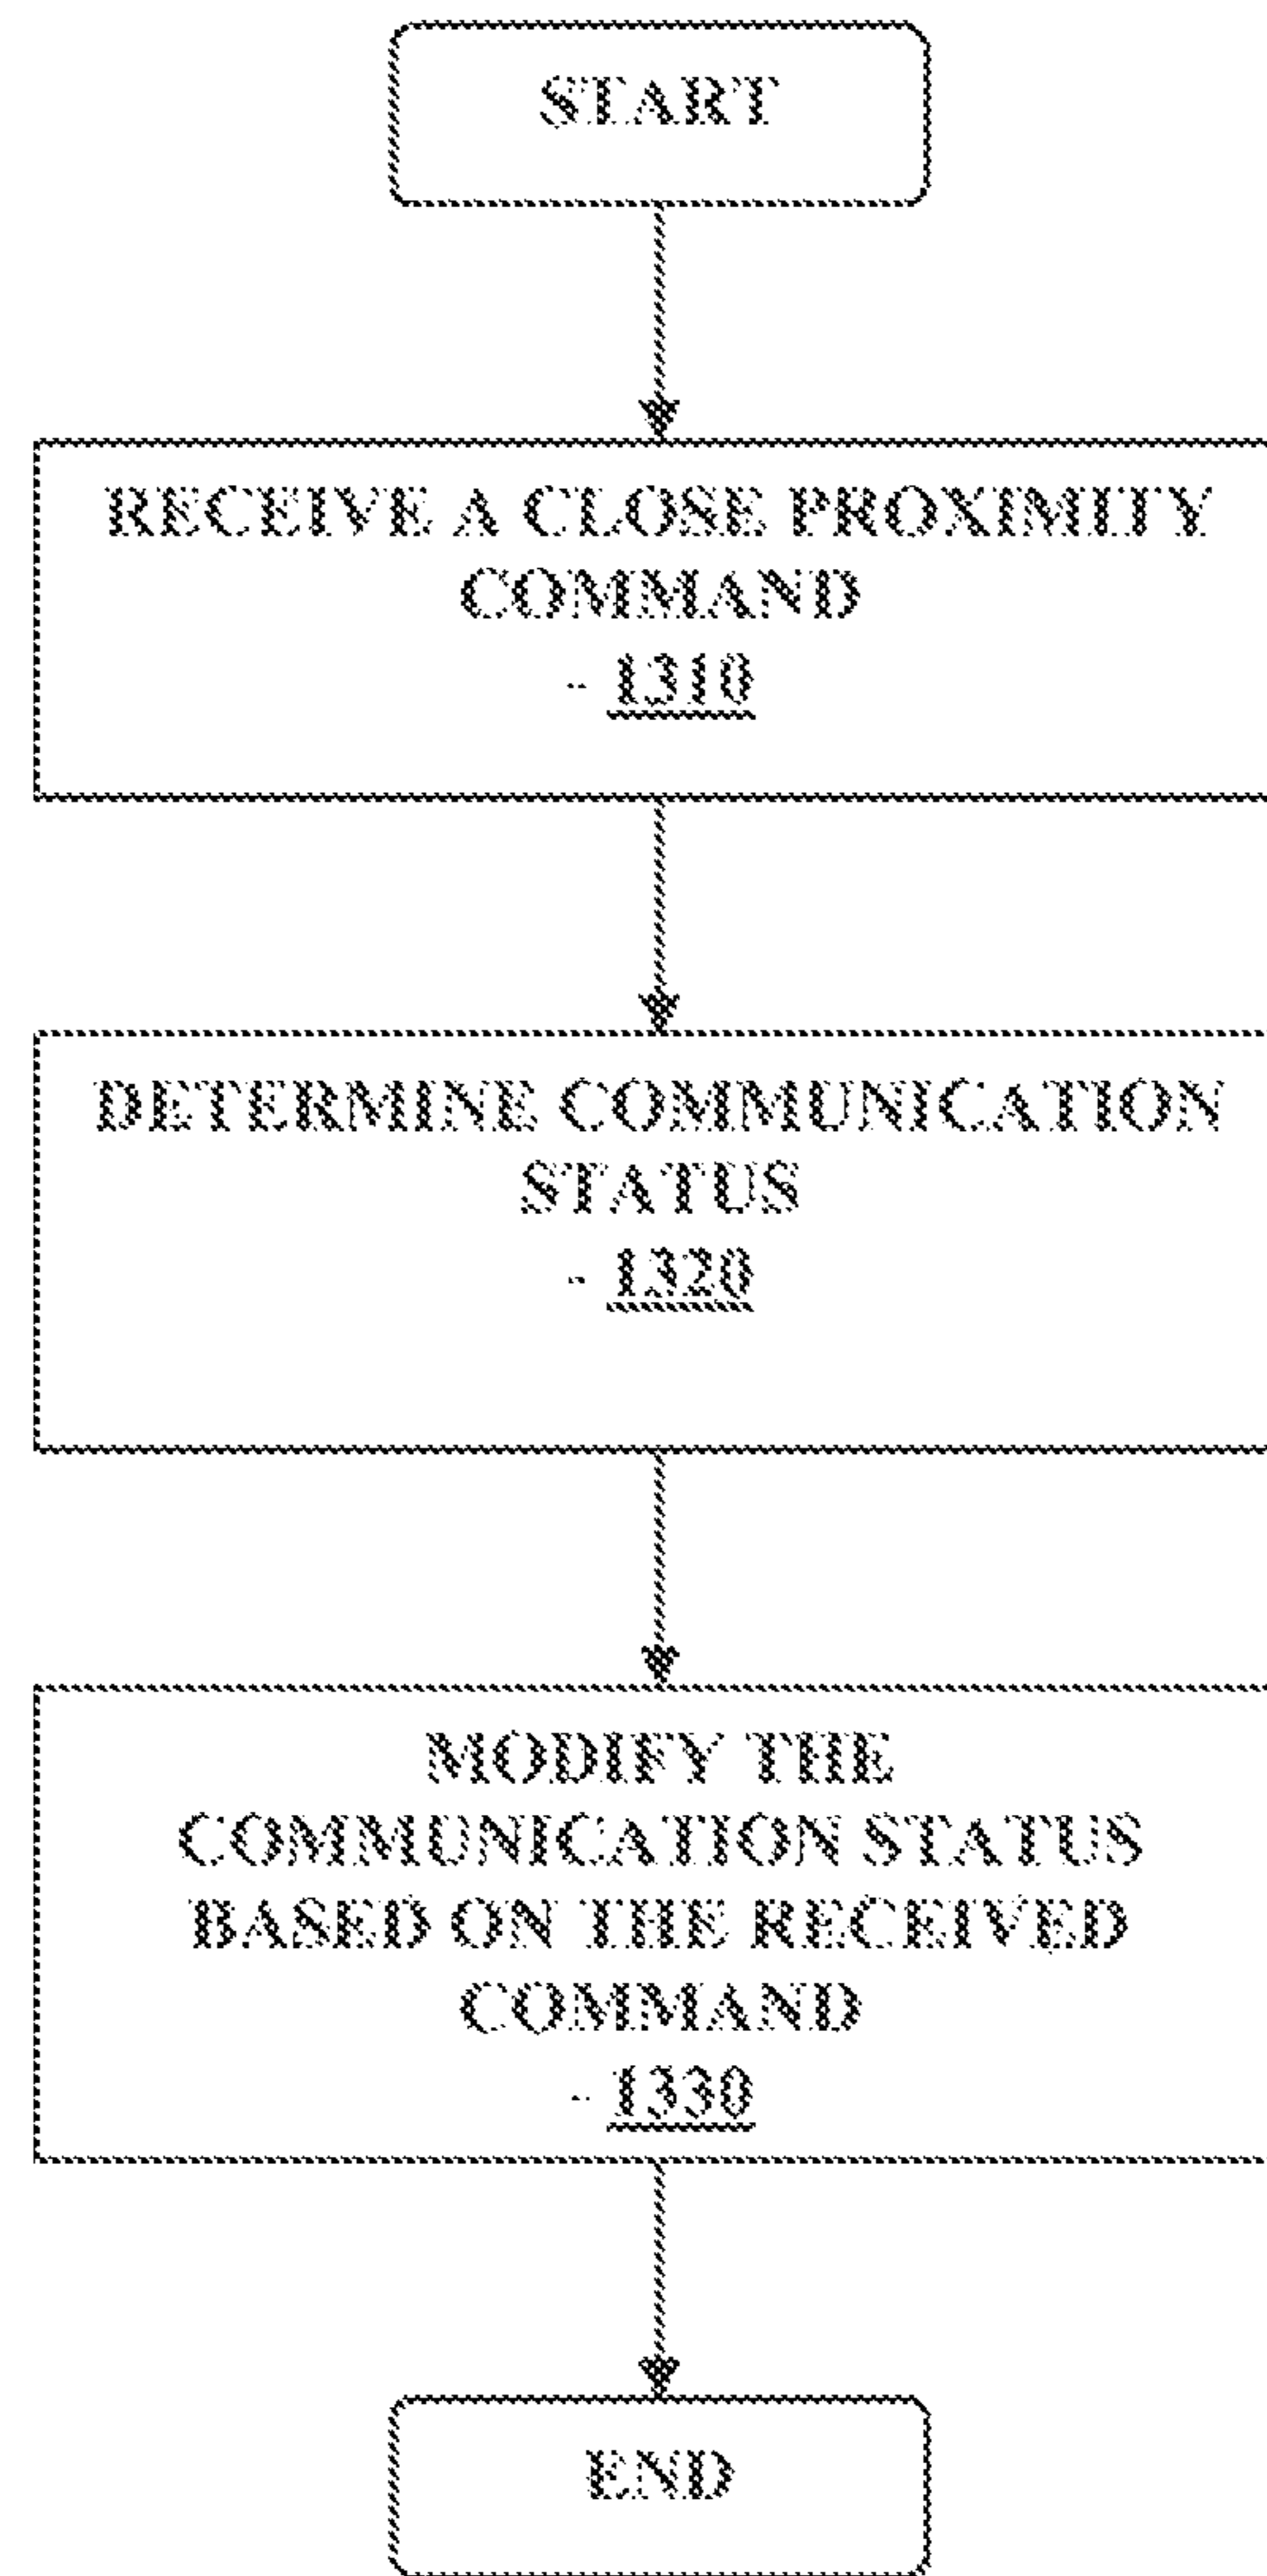 START
RECEIVE A CLOSE PROXIMITY
COMMAND
- 1310
DETERMINE COMMUNICATION
STATUS
- 1320
MODIFY THE
COMMUNICATION STATUS
BASED ON THE RECEIVED
COMMAND
- 1330
END